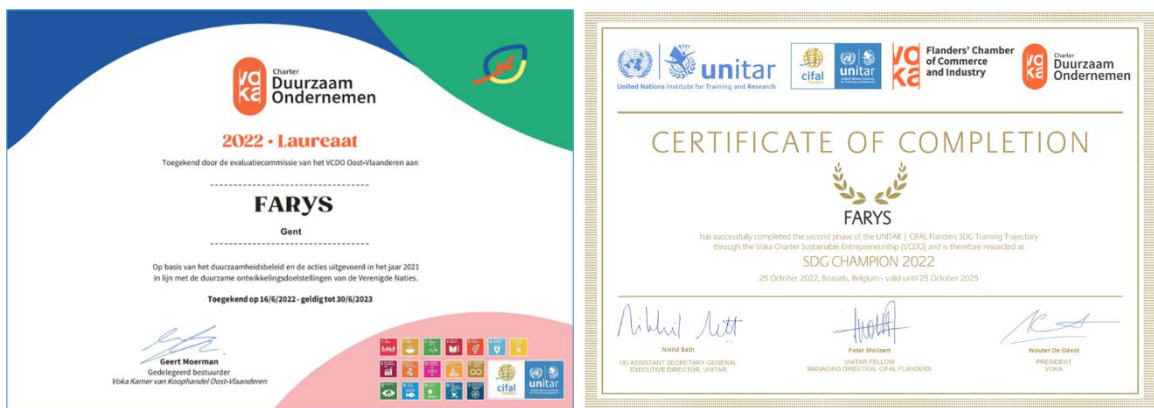 voka
Charter
Duurzaam
Ondernemen
2022 • Laureaat
Toegekend door de evaluatiecommissie van het VCDO Oost-Vlaanderen aan
FARYS
Gent
Op basis van het duurzaamheidsbeleid en de acties uitgevoerd in het jaar 2021
in lijn met de duurzame ontwikkelingsdoelstellingen van de Verenigde Naties.
Toegekend op 16/6/2022 - geldig tot 30/6/2023
Geert Moerman
Gedelegeerd bestuurder
Voka Kamer van Koophandel Oost-Vlaanderen
cifal
unitar
unitar
United Nations Institute for Training and Research
cifal
unitar
voka
Flanders' Chamber
of Commerce
and Industry
voka
Charter
Duurzaam
Ondernemen
CERTIFICATE OF COMPLETION
FARYS
has successfully completed the second phase of the UNITAR | CIFAL Flanders SDG Training Trajectory
through the Voka Charter Sustainable Entrepreneurship (VCDO) and is therefore rewarded as
SDG CHAMPION 2022
25 October 2022, Brussels, Belgium - valid until 25 October 2025
Nikhil Seth
UN ASSISTANT SECRETARY-GENERAL
EXECUTIVE DIRECTOR, UNITAR
Peter Wollaert
UNITAR FELLOW
MANAGING DIRECTOR, CIFAL FLANDERS
Wouter De Geest
PRESIDENT
VOKA